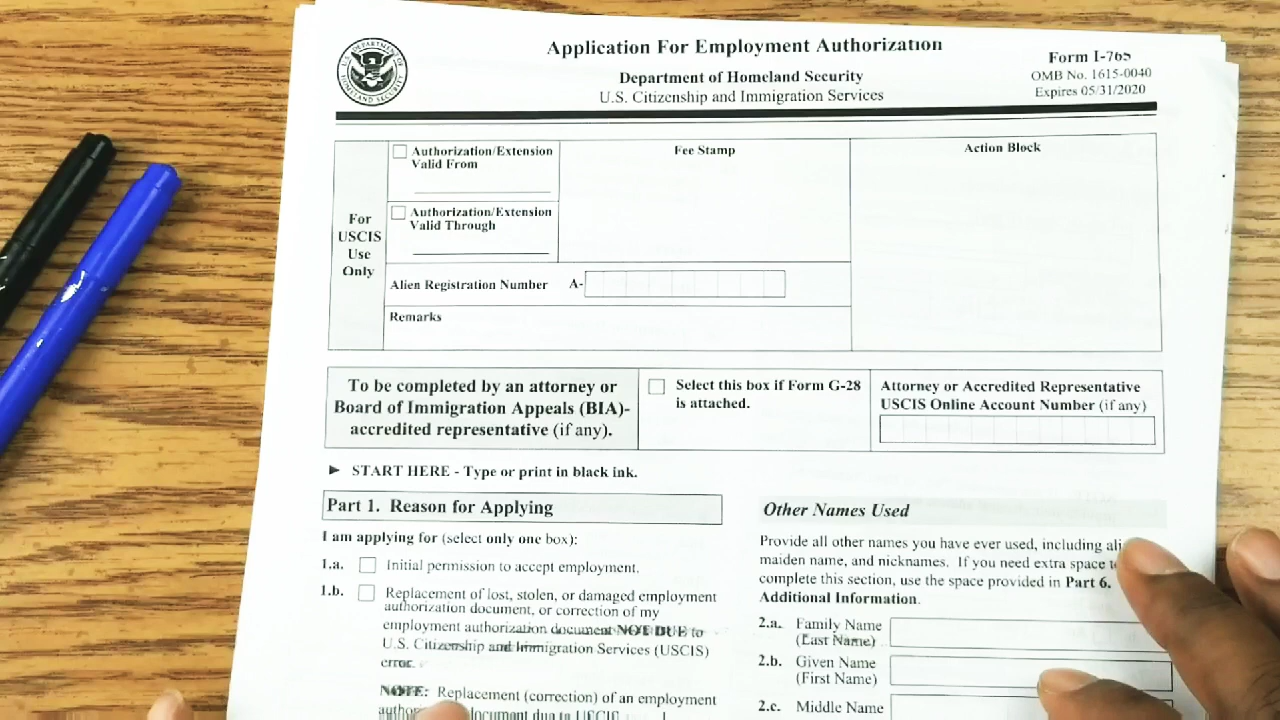 Application For Employment Authorization
Department of Homeland Security
U.S. Citizenship and Immigration Services
Form I-765
OMB No. 1615-0040
Expires 05/31/2020
For
USCIS
Use
Only
Authorization/Extension
Valid From
Authorization/Extension
Valid Through
Fee Stamp
Action Block
Alien Registration Number A-
Remarks
To be completed by an attorney or
Board of Immigration Appeals (BIA)-
accredited representative (if any).
Select this box if Form G-28
is attached.
Attorney or Accredited Representative
USCIS Online Account Number (if any)
► START HERE - Type or print in black ink.
Part 1. Reason for Applying
I am applying for (select only one box):
1.a. Initial permission to accept employment.
1.b. Replacement of lost, stolen, or damaged employment
authorization document, or correction of my
employment authorization document NOT DUE to
U.S. Citizenship and Immigration Services (USCIS)
error.
NOTE: Replacement (correction) of an employment
document due to
Other Names Used
Provide all other names you have ever used, including
maiden name, and nicknames. If you need extra space
complete this section, use the space provided in Part 6.
Additional Information.
2.a. Family Name
(Last Name)
2.b. Given Name
(First Name)
2.c. Middle Name